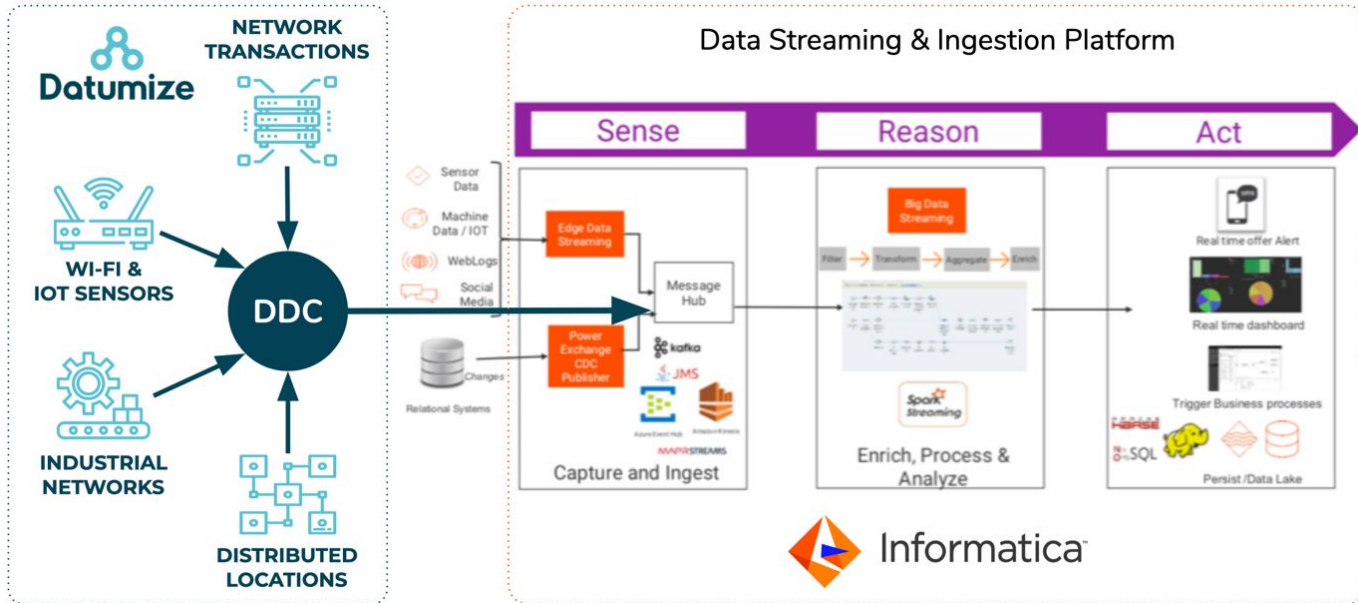 Datumize
NETWORK
TRANSACTIONS
WI-FI &
IOT SENSORS
DDC
INDUSTRIAL
NETWORKS
DISTRIBUTED
LOCATIONS
Data Streaming & Ingestion Platform
Sense
Reason
Act
Sensor
Data
Machine
Data / IOT
WebLogs
Social
Media
Changes
Relational Systems
Edge Data
Streaming
Power
Exchange
CDC
Publisher
Message
Hub
kafka
JMS
Azure Event Hub
Amazon Kinesis
MAPR STREAMS
Capture and Ingest
Big Data
Streaming
Filter
Transform
Aggregate
Enrich
Spark
Streaming
Enrich, Process &
Analyze
Real time offer Alert
Real time dashboard
Trigger Business processes
HBASE
NO SQL
Persist /Data Lake
Informatica™